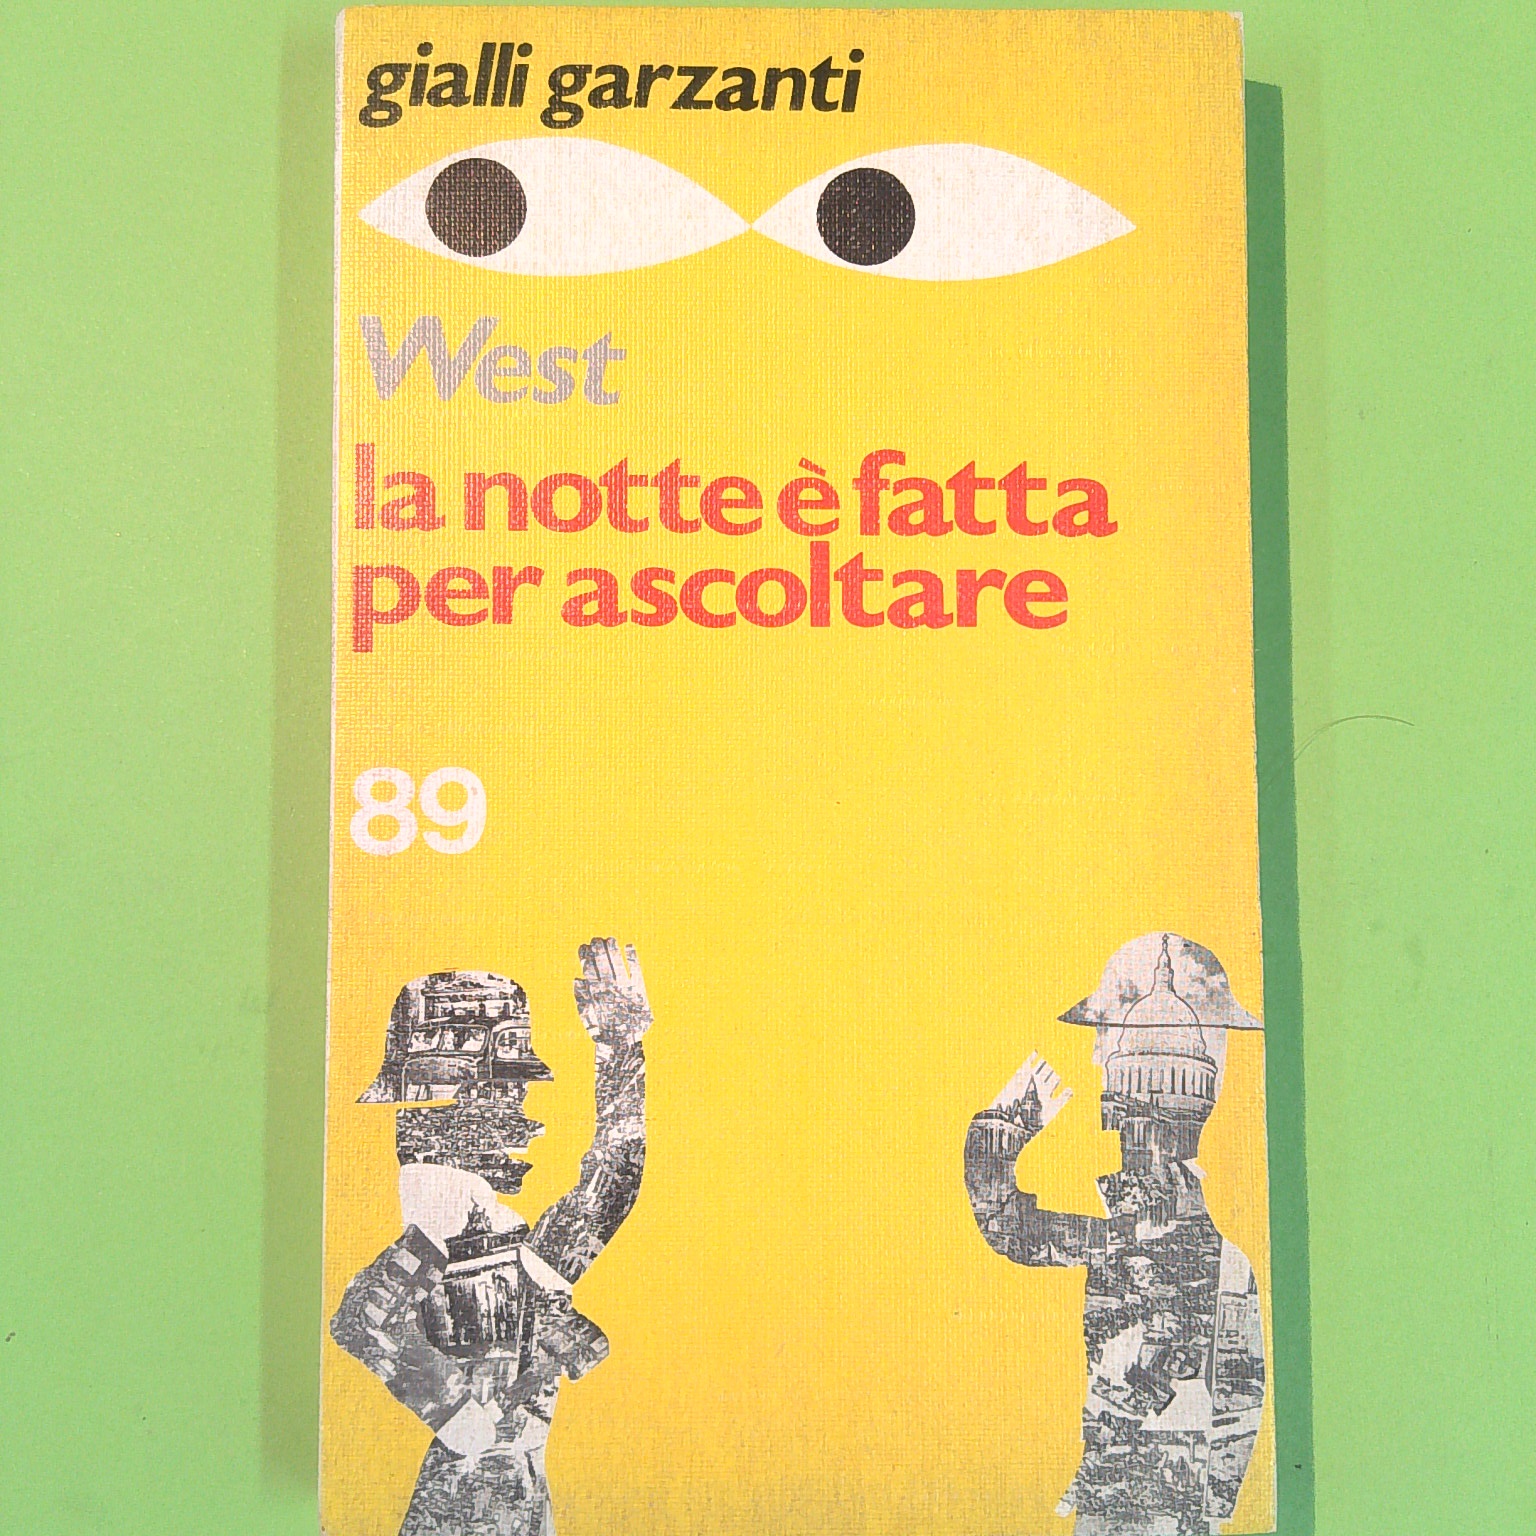 gialli garzanti
West
la notte è fatta
per ascoltare
89